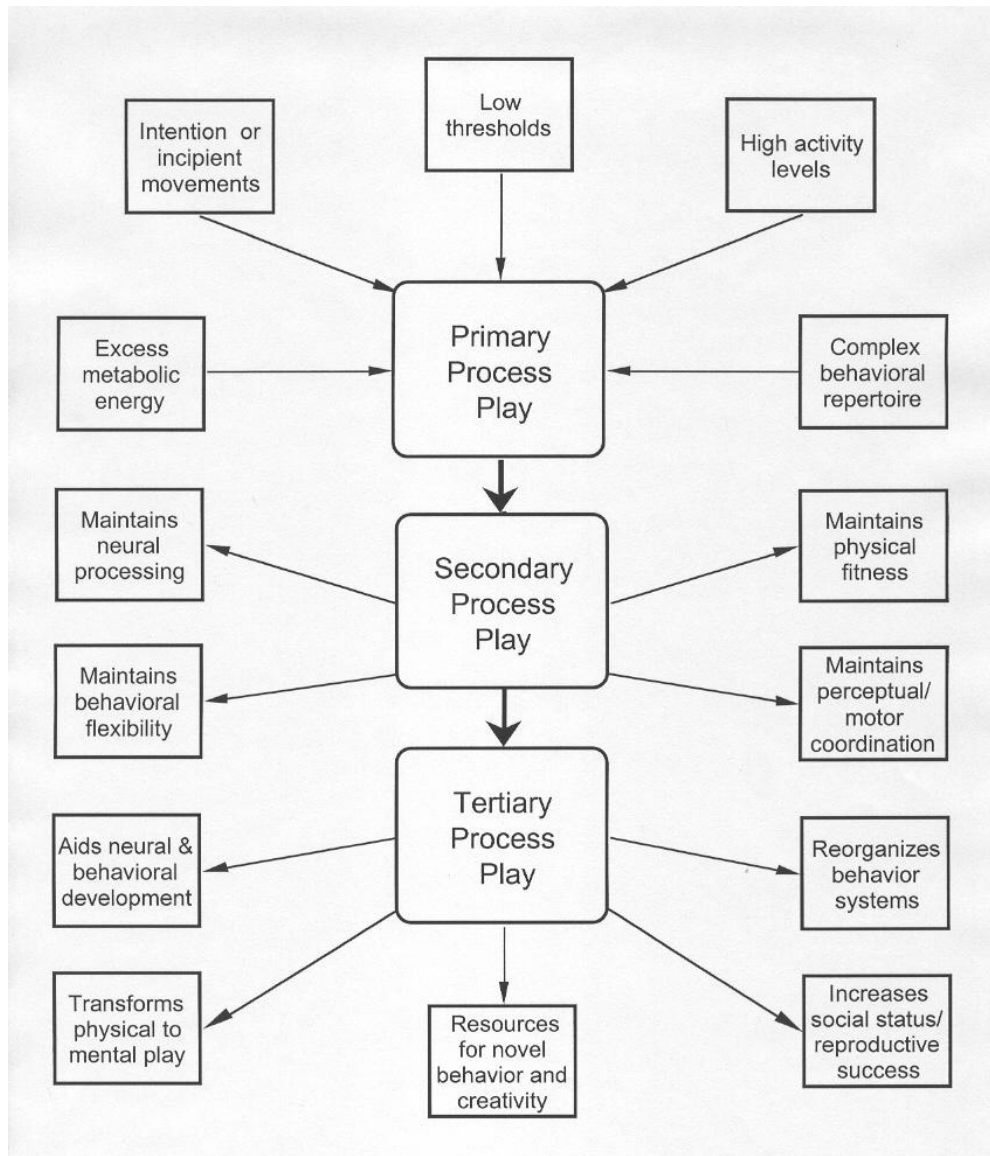 Intention or
incipient
movements
Low
thresholds
High activity
levels
Excess
metabolic
energy
Primary
Process
Play
Complex
behavioral
repertoire
Maintains
neural
processing
Secondary
Process
Play
Maintains
physical
fitness
Maintains
behavioral
flexibility
Maintains
perceptual/
motor
coordination
Aids neural &
behavioral
development
Tertiary
Process
Play
Reorganizes
behavior
systems
Transforms
physical to
mental play
Resources
for novel
behavior and
creativity
Increases
social status/
reproductive
success